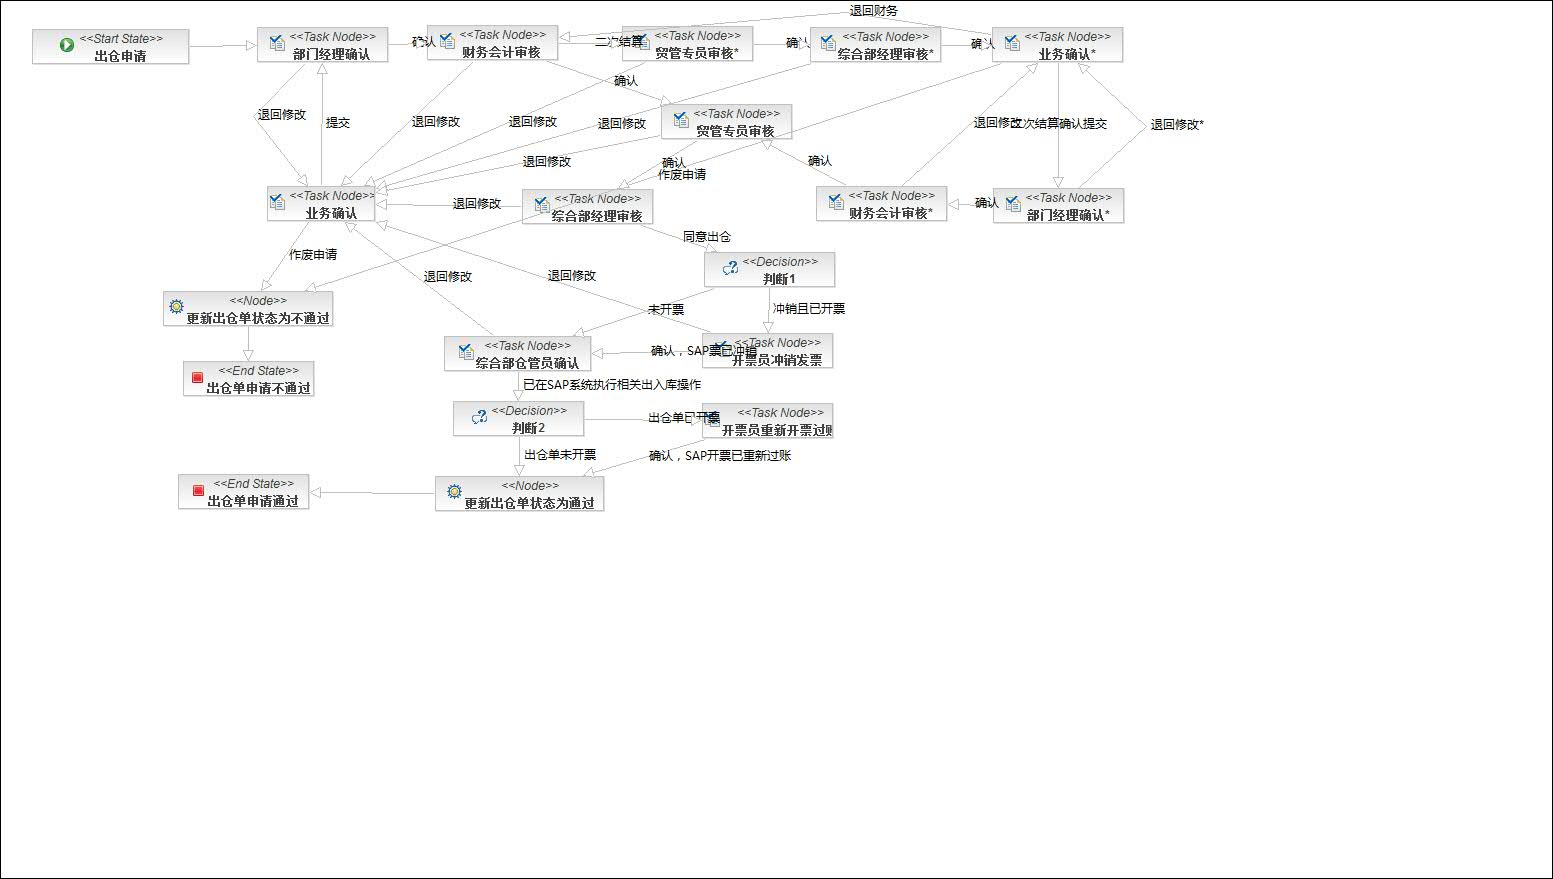 退回财务
<<Start State>>
出仓申请
<<Task Node>>
部门经理确认
确认
<<Task Node>>
财务会计审核
二次结算
<<Task Node>>
贸管专员审核*
确认
<<Task Node>>
综合部经理审核*
确认
<<Task Node>>
业务确认*
确认
退回修改
提交
退回修改
退回修改
退回修改
<<Task Node>>
贸管专员审核
退回修改
二次结算确认提交
退回修改*
退回修改
确认
作废申请
确认
<<Task Node>>
业务确认
退回修改
<<Task Node>>
综合部经理审核
<<Task Node>>
财务会计审核*
确认
<<Task Node>>
部门经理确认*
同意出仓
作废申请
退回修改
退回修改
<<Decision>>
判断1
<<Node>>
更新出仓单状态为不通过
未开票
冲销且已开票
<<Task Node>>
综合部仓管员确认
确认，SAP票已冲销
<<Task Node>>
开票员冲销发票
<<End State>>
出仓单申请不通过
已在SAP系统执行相关出入库操作
<<Decision>>
判断2
出仓单已开票
<<Task Node>>
开票员重新开票过账
出仓单未开票
确认，SAP开票已重新过账
<<End State>>
出仓单申请通过
<<Node>>
更新出仓单状态为通过